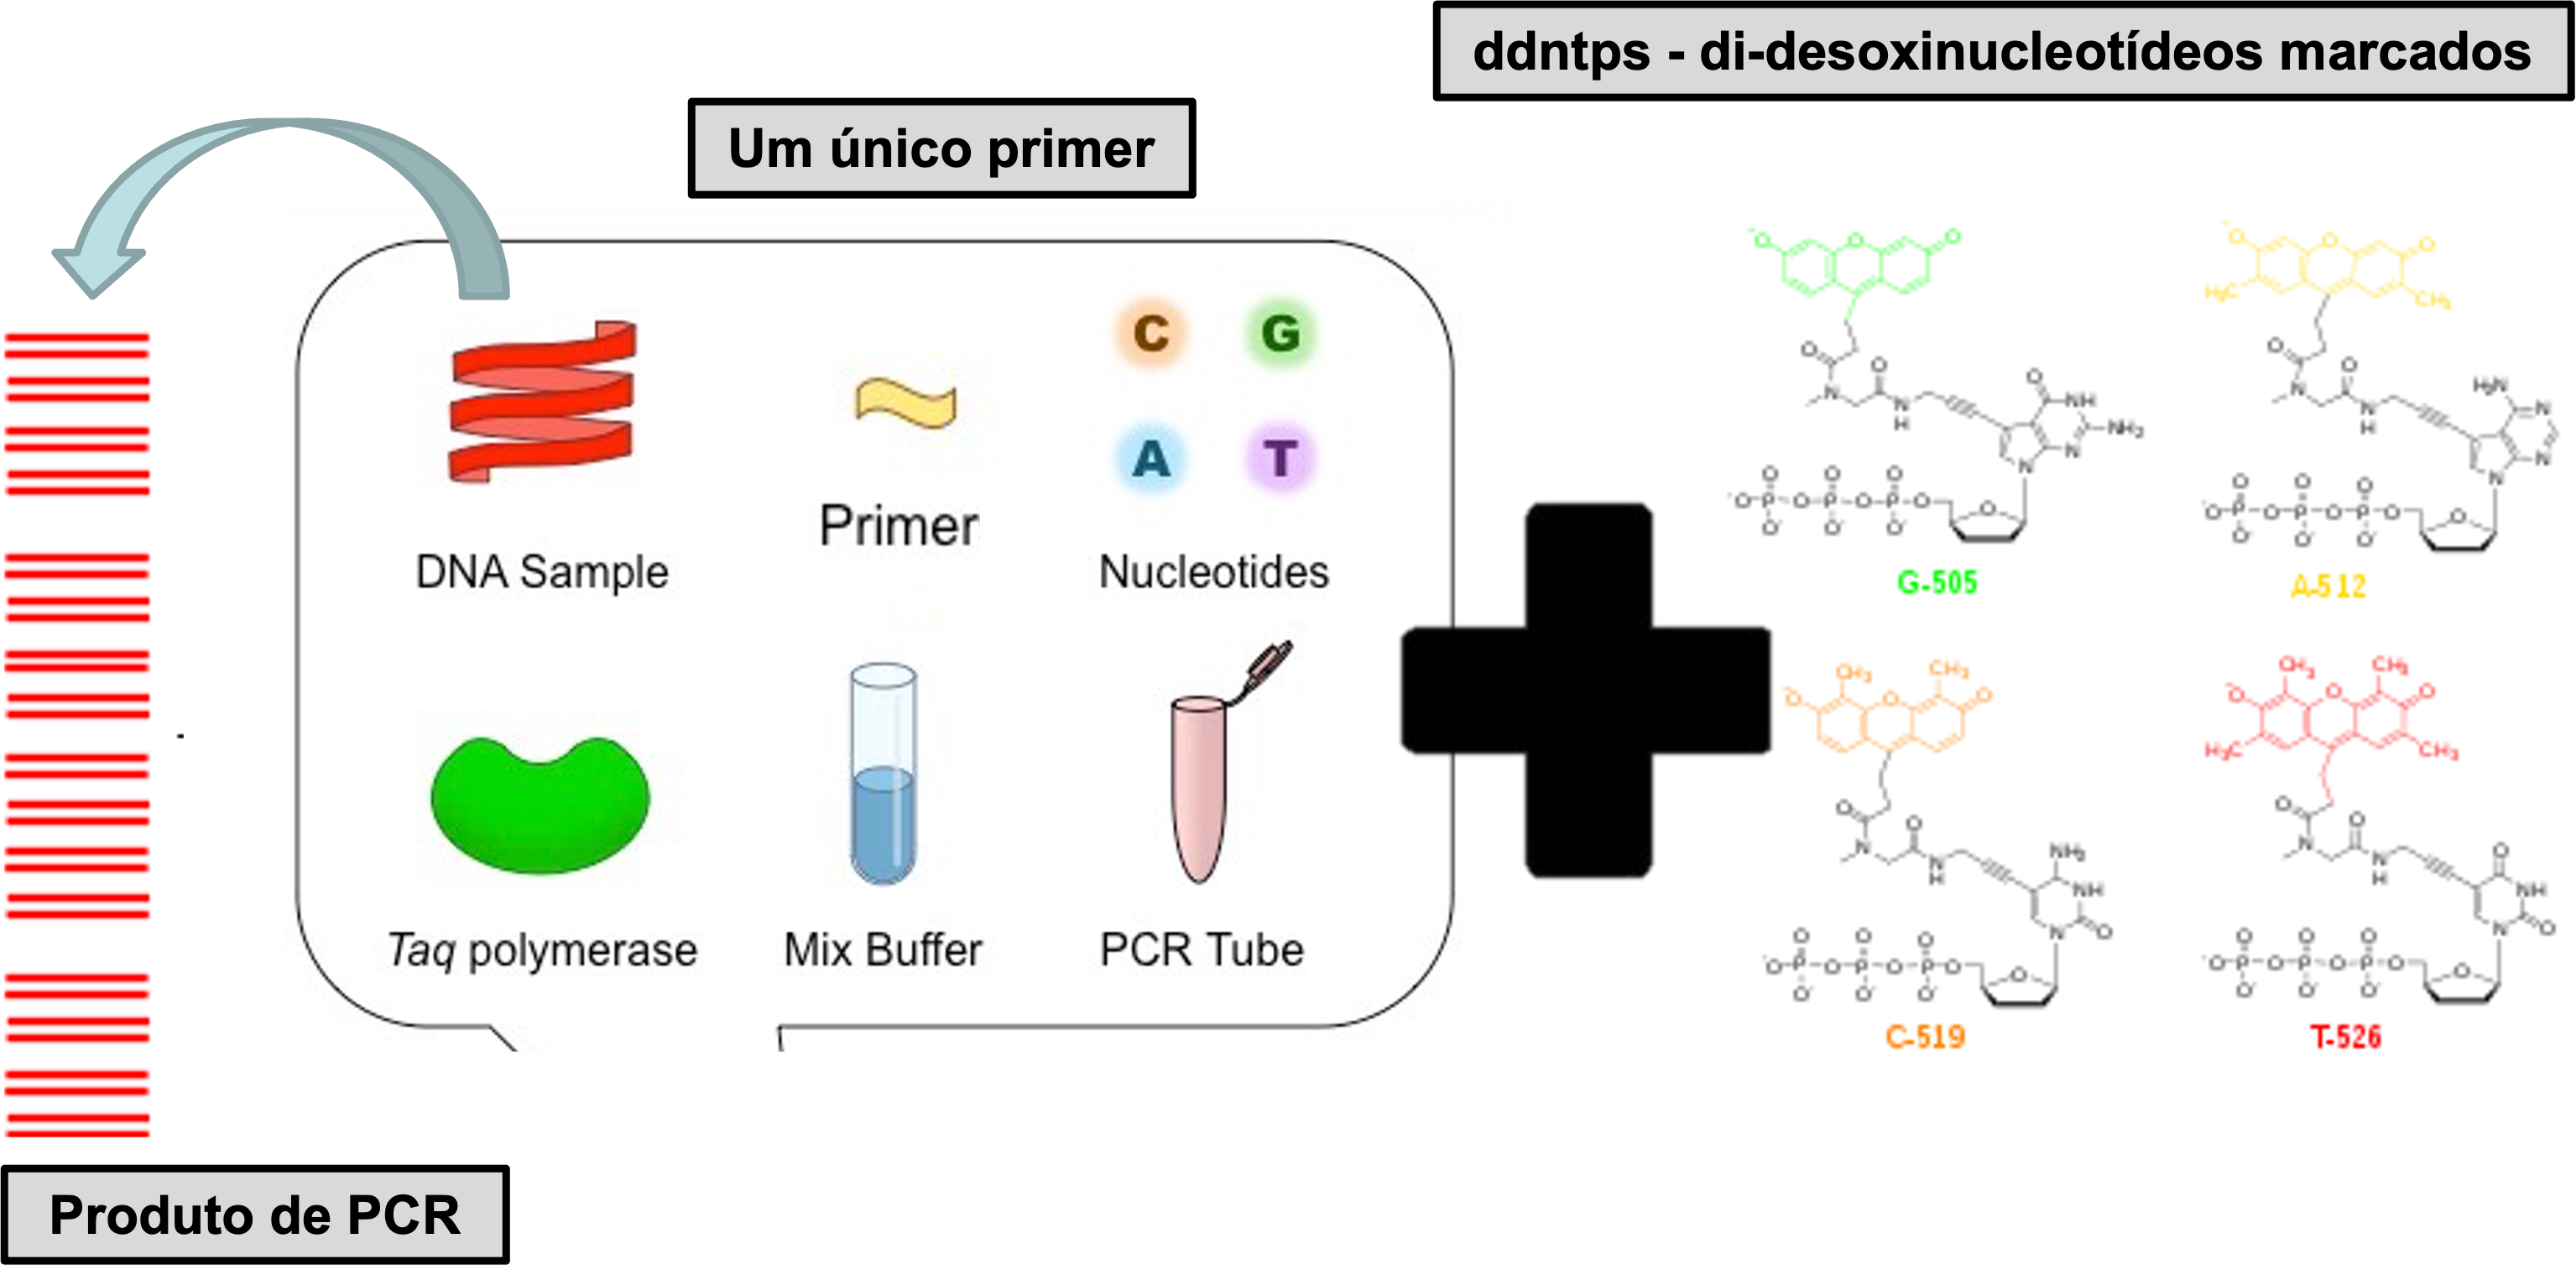 ddntps - di-desoxinucleotídeos marcados
Um único primer
C G
A T
Primer
DNA Sample
Nucleotides
Taq polymerase
Mix Buffer
PCR Tube
G-505
A-512
C-519
T-526
Produto de PCR